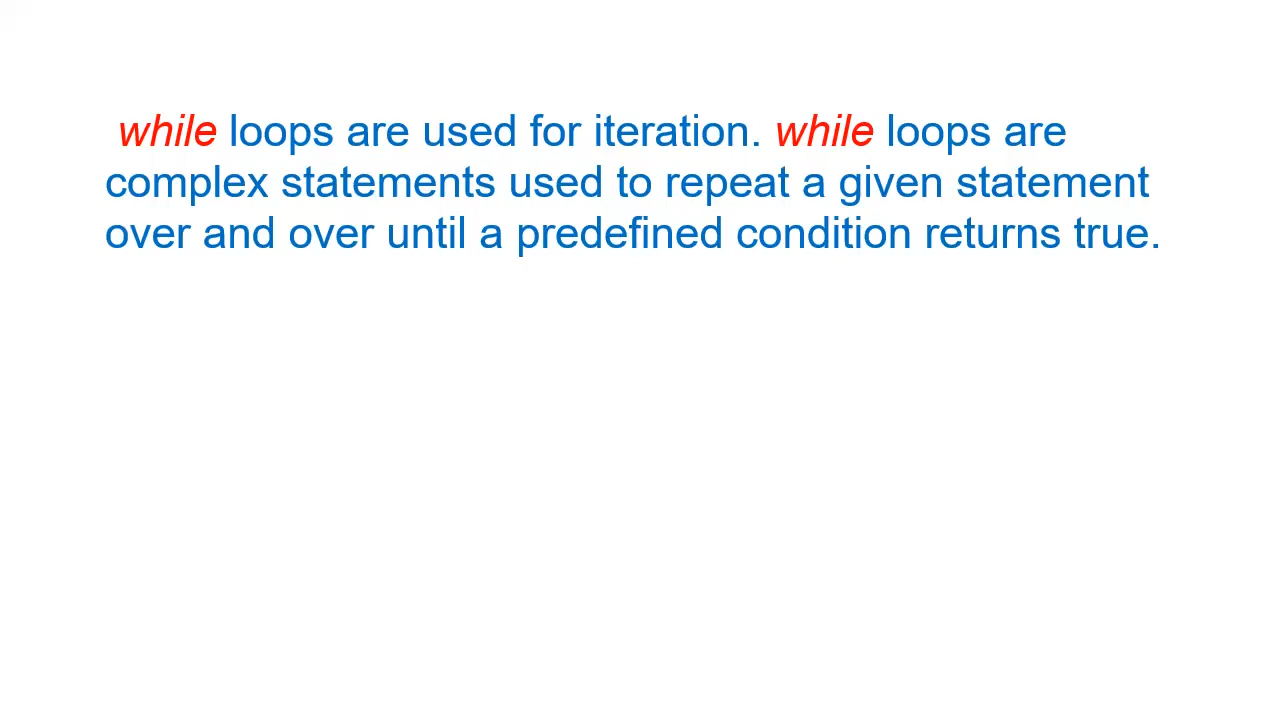 while loops are used for iteration. while loops are
complex statements used to repeat a given statement
over and over until a predefined condition returns true.